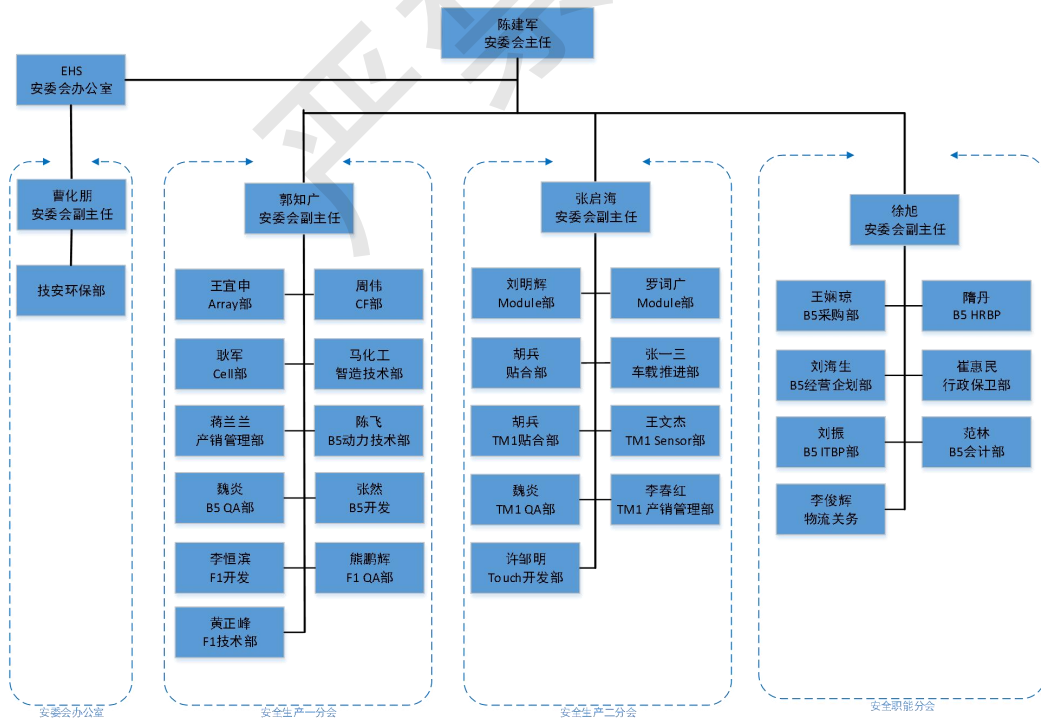 陈建军
安委会主任
EHS
安委会办公室
曹化朋
安委会副主任
技安环保部
安委会办公室
郭知广
安委会副主任
王宜申
Array部
周伟
CF部
耿军
Cell部
马化工
智造技术部
蒋兰兰
产销管理部
陈飞
B5动力技术部
魏炎
B5 QA部
张然
B5开发
李恒滨
F1开发
熊鹏辉
F1 QA部
黄正峰
F1技术部
安全生产一分会
张启海
安委会副主任
刘明辉
Module部
罗词广
Module部
胡兵
贴合部
张一三
车载推进部
胡兵
TM1贴合部
王文杰
TM1 Sensor部
魏炎
TM1 QA部
李春红
TM1 产销管理部
许邹明
Touch开发部
安全生产二分会
徐旭
安委会副主任
王娴琼
B5采购部
隋丹
B5 HRBP
刘海生
B5经营企划部
崔惠民
行政保卫部
刘振
B5 ITBP部
范林
B5会计部
李俊辉
物流关务
安全职能分会
严禁